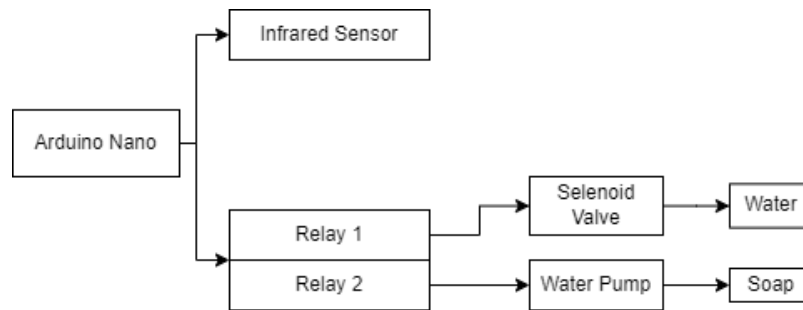 Infrared Sensor
Arduino Nano
Relay 1
Selenoid
Valve
Water
Relay 2
Water Pump
Soap